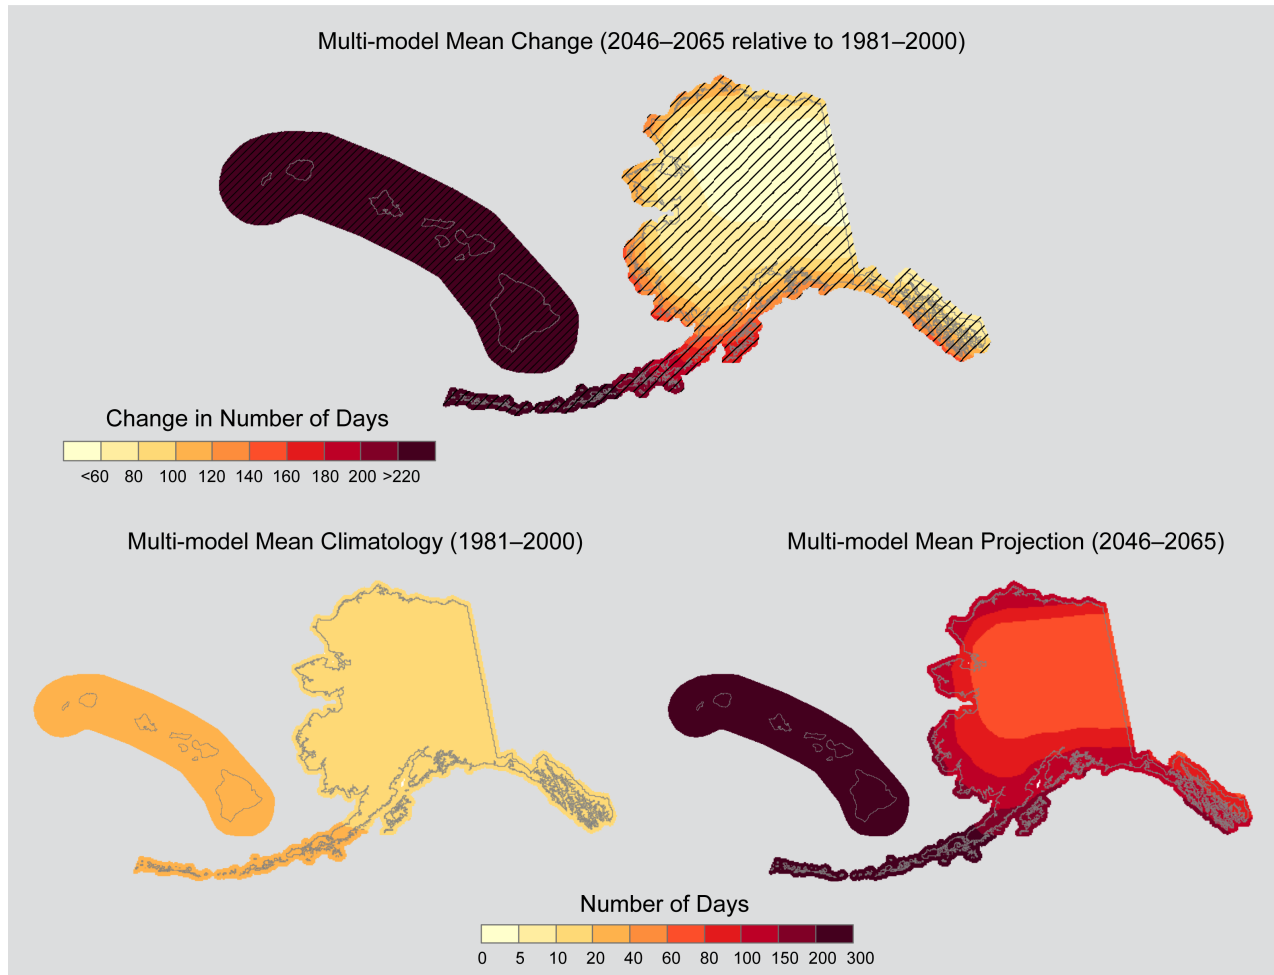 Multi-model Mean Change (2046–2065 relative to 1981–2000)
Change in Number of Days
<60 80 100 120 140 160 180 200 >220
Multi-model Mean Climatology (1981–2000)
Multi-model Mean Projection (2046–2065)
Number of Days
0 5 10 20 40 60 80 100 150 200 300